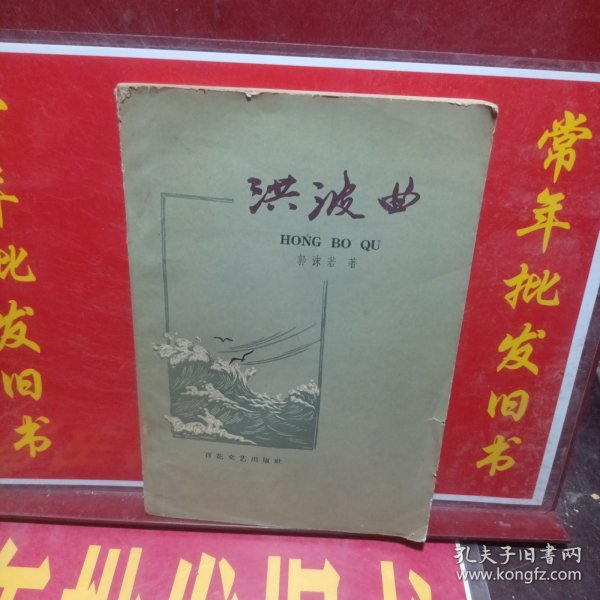 洪波曲
HONG BO QU
郭沫若 著
百花文艺出版社
常年批发旧书
年批发旧书
孔夫子旧书网
www.kongfz.com